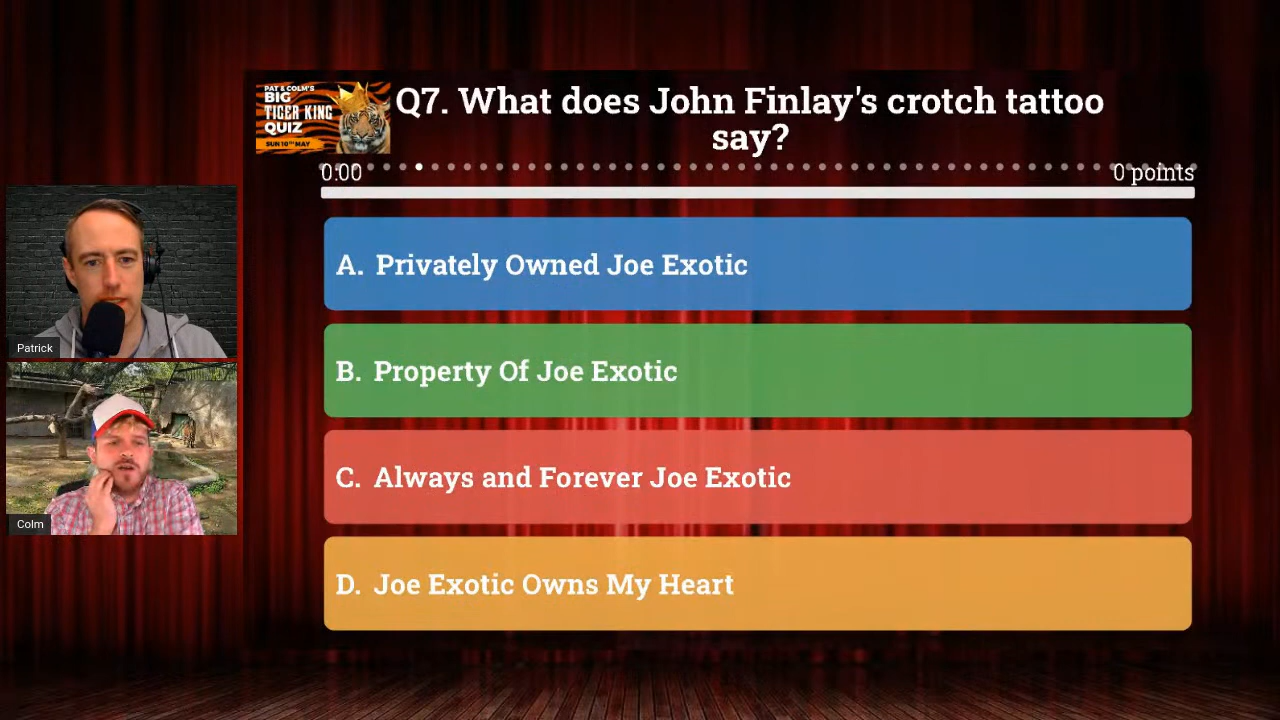 PAT & COLM'S
BIG
TIGER KING
QUIZ
SUN 10TH MAY
Q7. What does John Finlay's crotch tattoo
say?
0:00
0 points
A. Privately Owned Joe Exotic
B. Property Of Joe Exotic
C. Always and Forever Joe Exotic
D. Joe Exotic Owns My Heart
Patrick
Colm